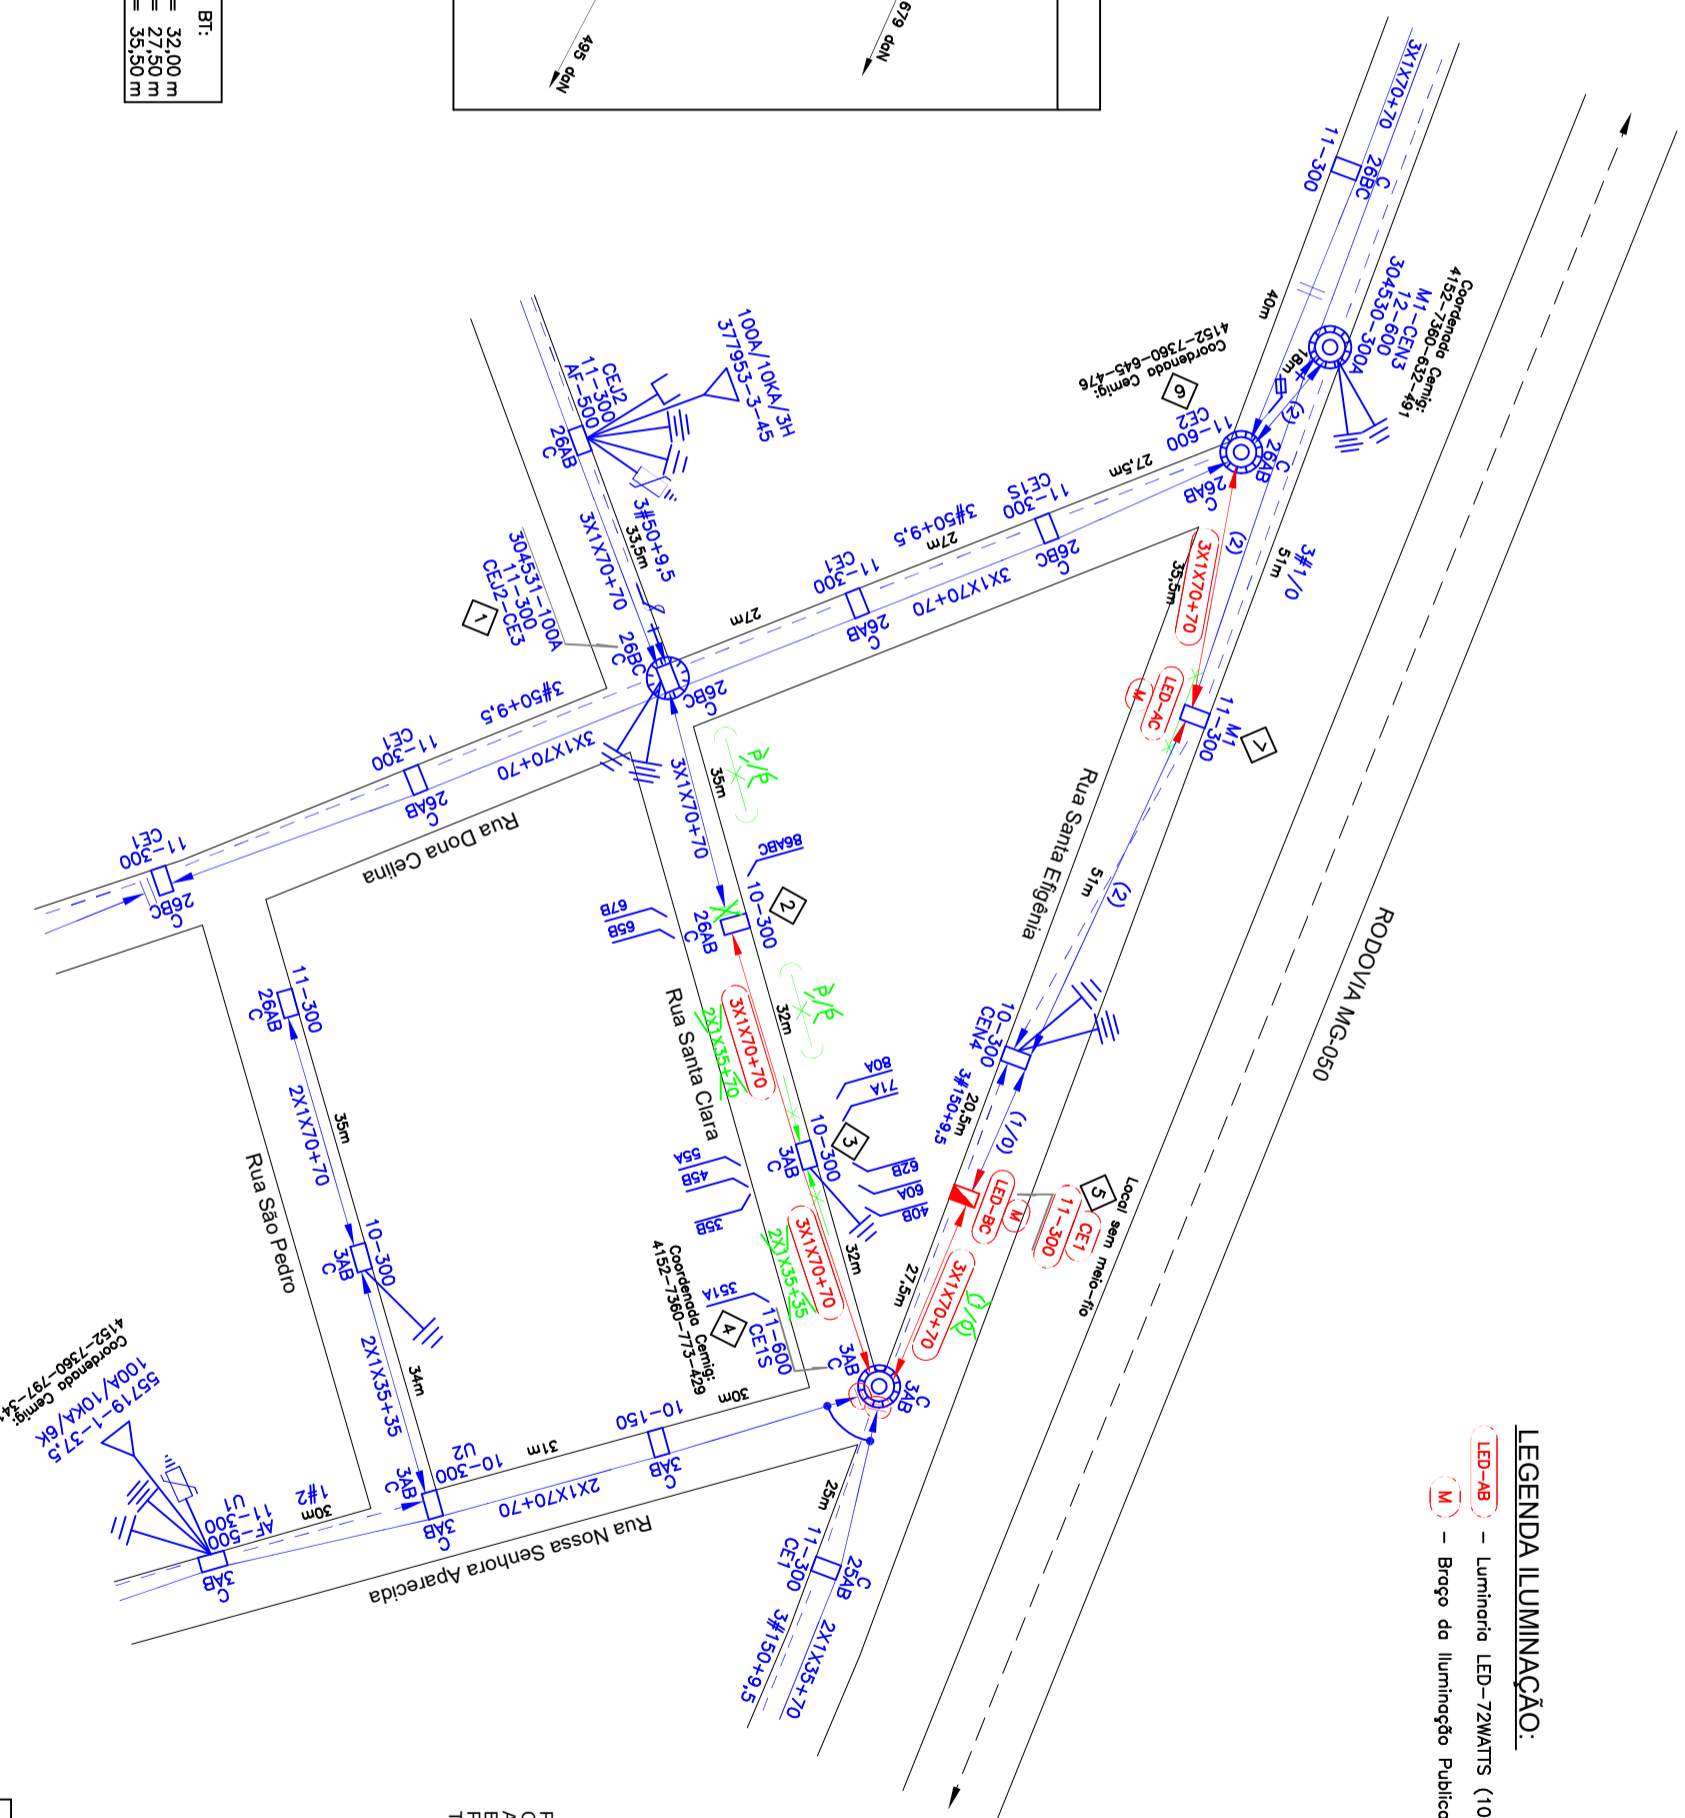 BT:
= 32,00 m
= 27,50 m
= 35,50 m
679 daN
495 daN
3X1X70+70
11-300
26BC
C
40m
Coordenada Cemig:
4152-7360-632-491
M1-CEN3
12-600
304530-300A
18m
(2)
Coordenada Cemig:
4152-7360-645-476
6
11-600
CE2
26AB
C
26AB
C
27,5m
11-300
CE1S
26BC
C
3#50+9,5
27m
3X1X70+70
11-300
CE1
26AB
C
27m
100A/10KA/3H
377953-3-45
CEJ2
11-300
AF-500
26AB
C
3#50+9,5
33,5m
3X1X70+70
304531-100A
11-300
CEJ2-CE3
1
26BC
C
26BC
C
3#50+9,5
3X1X70+70
11-300
CE1
26AB
C
Rua Dona Celina
11-300
CE1
26BC
C
3#1/0
51m
(2)
3X1X70+70
35,5m
LED-AC
M
M1
11-300
7
Rua Santa Efigênia
51m
(2)
RODOVIA MG-050
10-300
CEN4
20,5m
3#150+9,5
(1/0)
LED-BC
M
5
CE1
11-300
Local sem meio-fio
27,5m
3X1X70+70
35m
3X1X70+70
86ABC
2
10-300
26AB
C
67B
65B
32m
3X1X70+70
2X1X35+70
Rua Santa Clara
80A
71A
3
10-300
3AB
C
62B
60A
40B
55A
45B
35B
32m
3X1X70+70
2X1X35+35
Coordenada Cemig:
4152-7360-773-429
351A
4
11-600
CE1S
3AB
C
3AB
C
30m
10-150
3AB
C
31m
2X1X70+70
10-300
U2
3AB
C
3AB
C
Rua Nossa Senhora Aparecida
25m
11-300
CE1
25AB
C
3#150+9,5
2X1X35+70
11-300
26AB
C
35m
2X1X70+70
Rua São Pedro
10-300
3AB
C
34m
2X1X35+35
1#2
30m
AF-500
11-300
U1
3AB
C
55719-1-37,5
100A/10KA/6K
Coordenada Cemig:
4152-7360-797-34
LEGENDA ILUMINAÇÃO:
LED-AB - Luminaria LED-72WATTS (10
M - Braço da Iluminação Publica